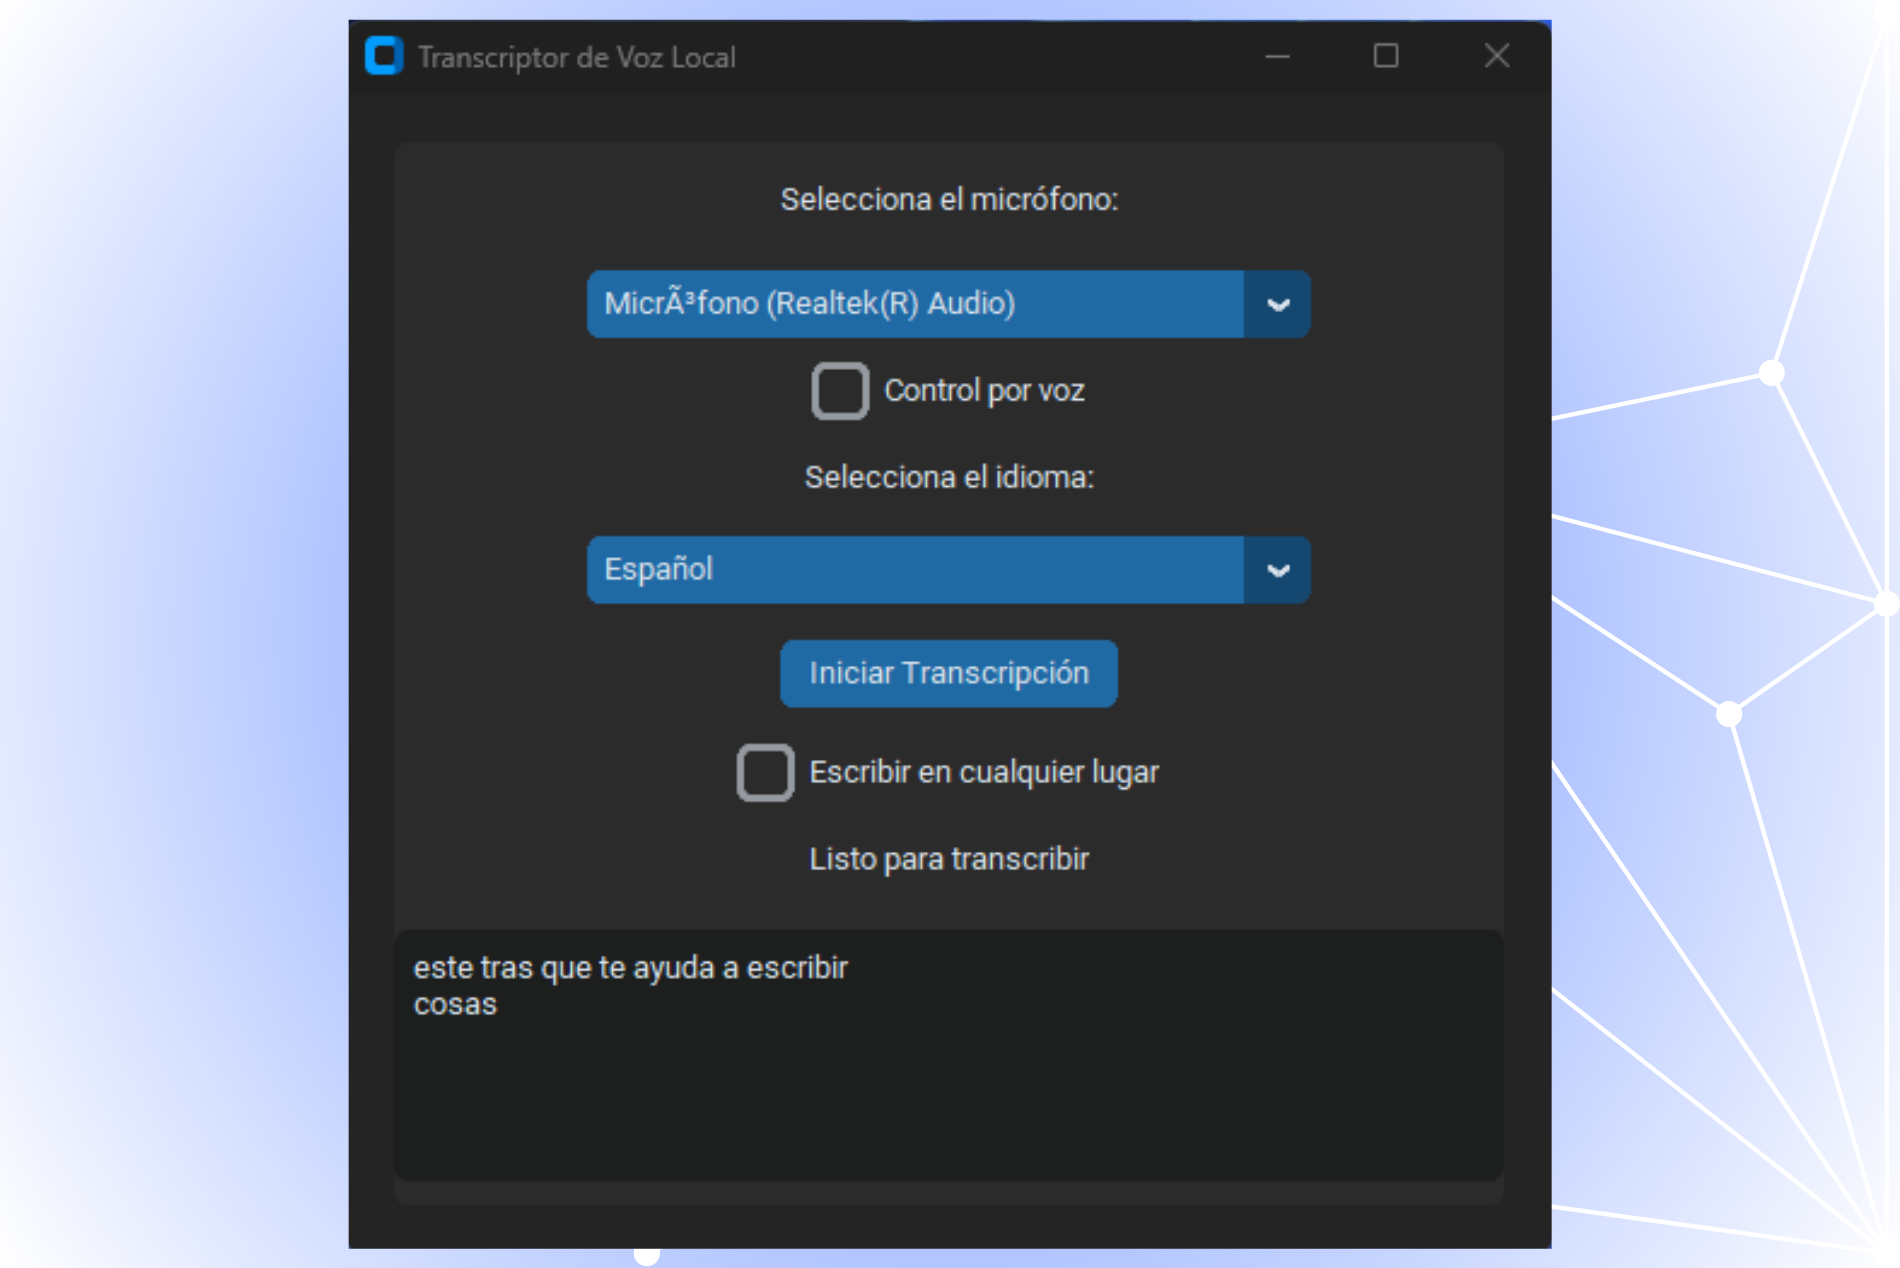 Transcriptor de Voz Local
Selecciona el micrófono:
MicrÃ³fono (Realtek(R) Audio)
Control por voz
Selecciona el idioma:
Español
Iniciar Transcripción
Escribir en cualquier lugar
Listo para transcribir
este tras que te ayuda a escribir
cosas